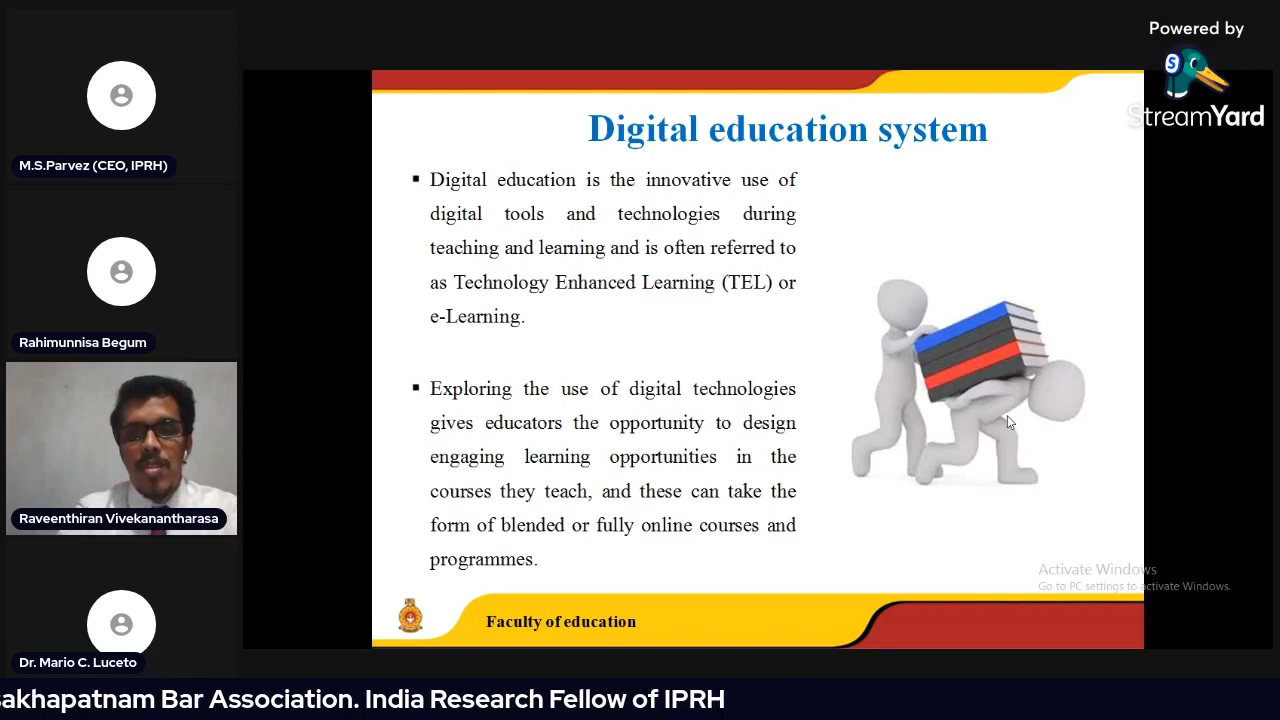 Powered by
StreamYard
M.S.Parvez (CEO, IPRH)
Rahimunnisa Begum
Raveenthiran Vivekanantharasa
Dr. Mario C. Luceto
Digital education system
▪ Digital education is the innovative use of
digital tools and technologies during
teaching and learning and is often referred to
as Technology Enhanced Learning (TEL) or
e-Learning.
▪ Exploring the use of digital technologies
gives educators the opportunity to design
engaging learning opportunities in the
courses they teach, and these can take the
form of blended or fully online courses and
programmes.
Activate Windows
Go to PC settings to activate Windows.
Faculty of education
sakhapatnam Bar Association. India Research Fellow of IPRH